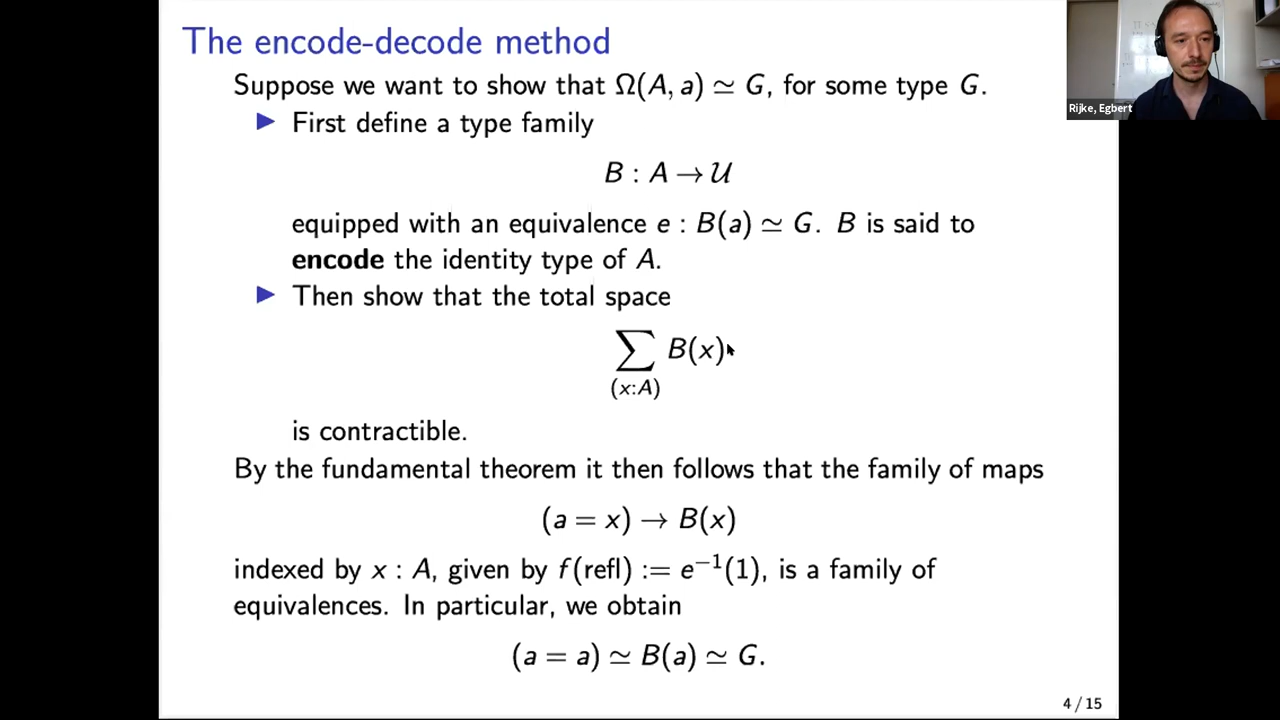 The encode-decode method
Suppose we want to show that Ω(A, a) ≃ G, for some type G.
▶ First define a type family
B : A → 𝒰
equipped with an equivalence e : B(a) ≃ G. B is said to
encode the identity type of A.
▶ Then show that the total space
∑ B(x)
(x:A)
is contractible.
By the fundamental theorem it then follows that the family of maps
(a = x) → B(x)
indexed by x : A, given by f(refl) := e⁻¹(1), is a family of
equivalences. In particular, we obtain
(a = a) ≃ B(a) ≃ G.
4 / 15
Rijke, Egbert